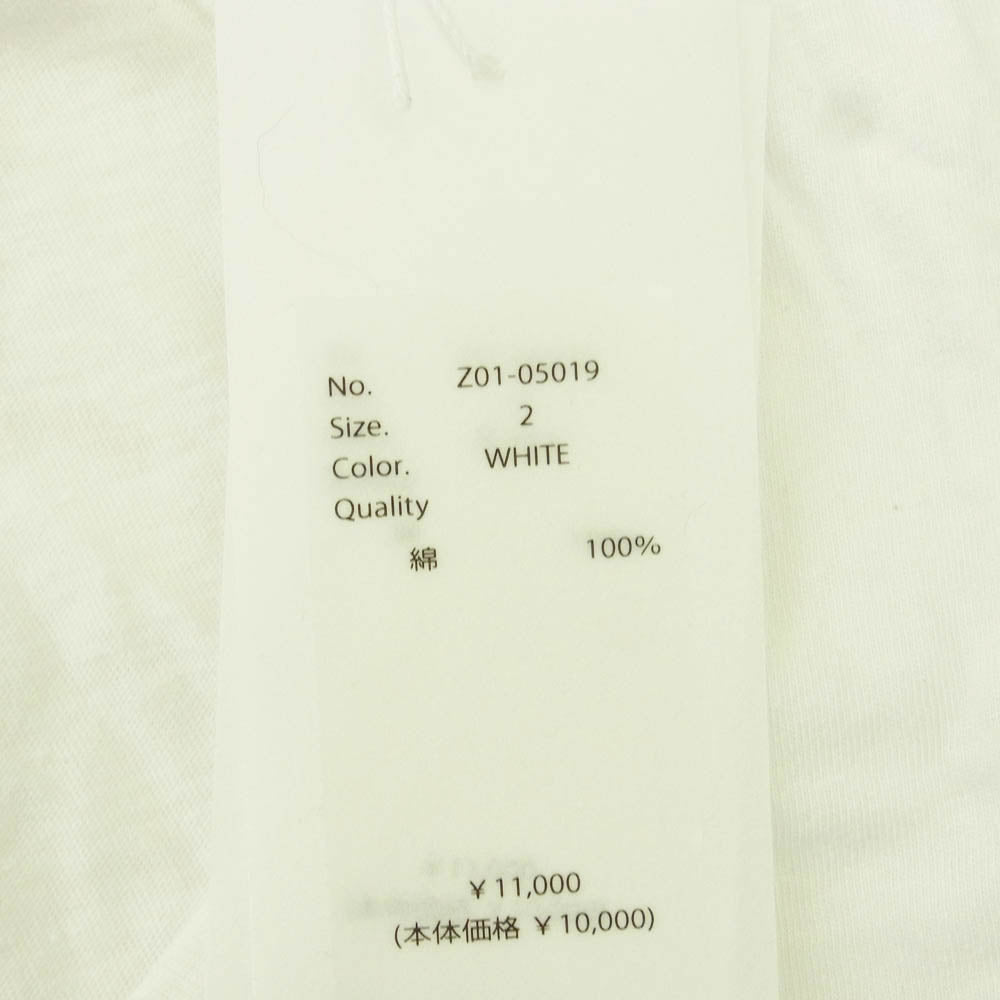 No. Z01-05019
Size. 2
Color. WHITE
Quality
綿 100%
¥ 11,000
(本体価格 ¥ 10,000)